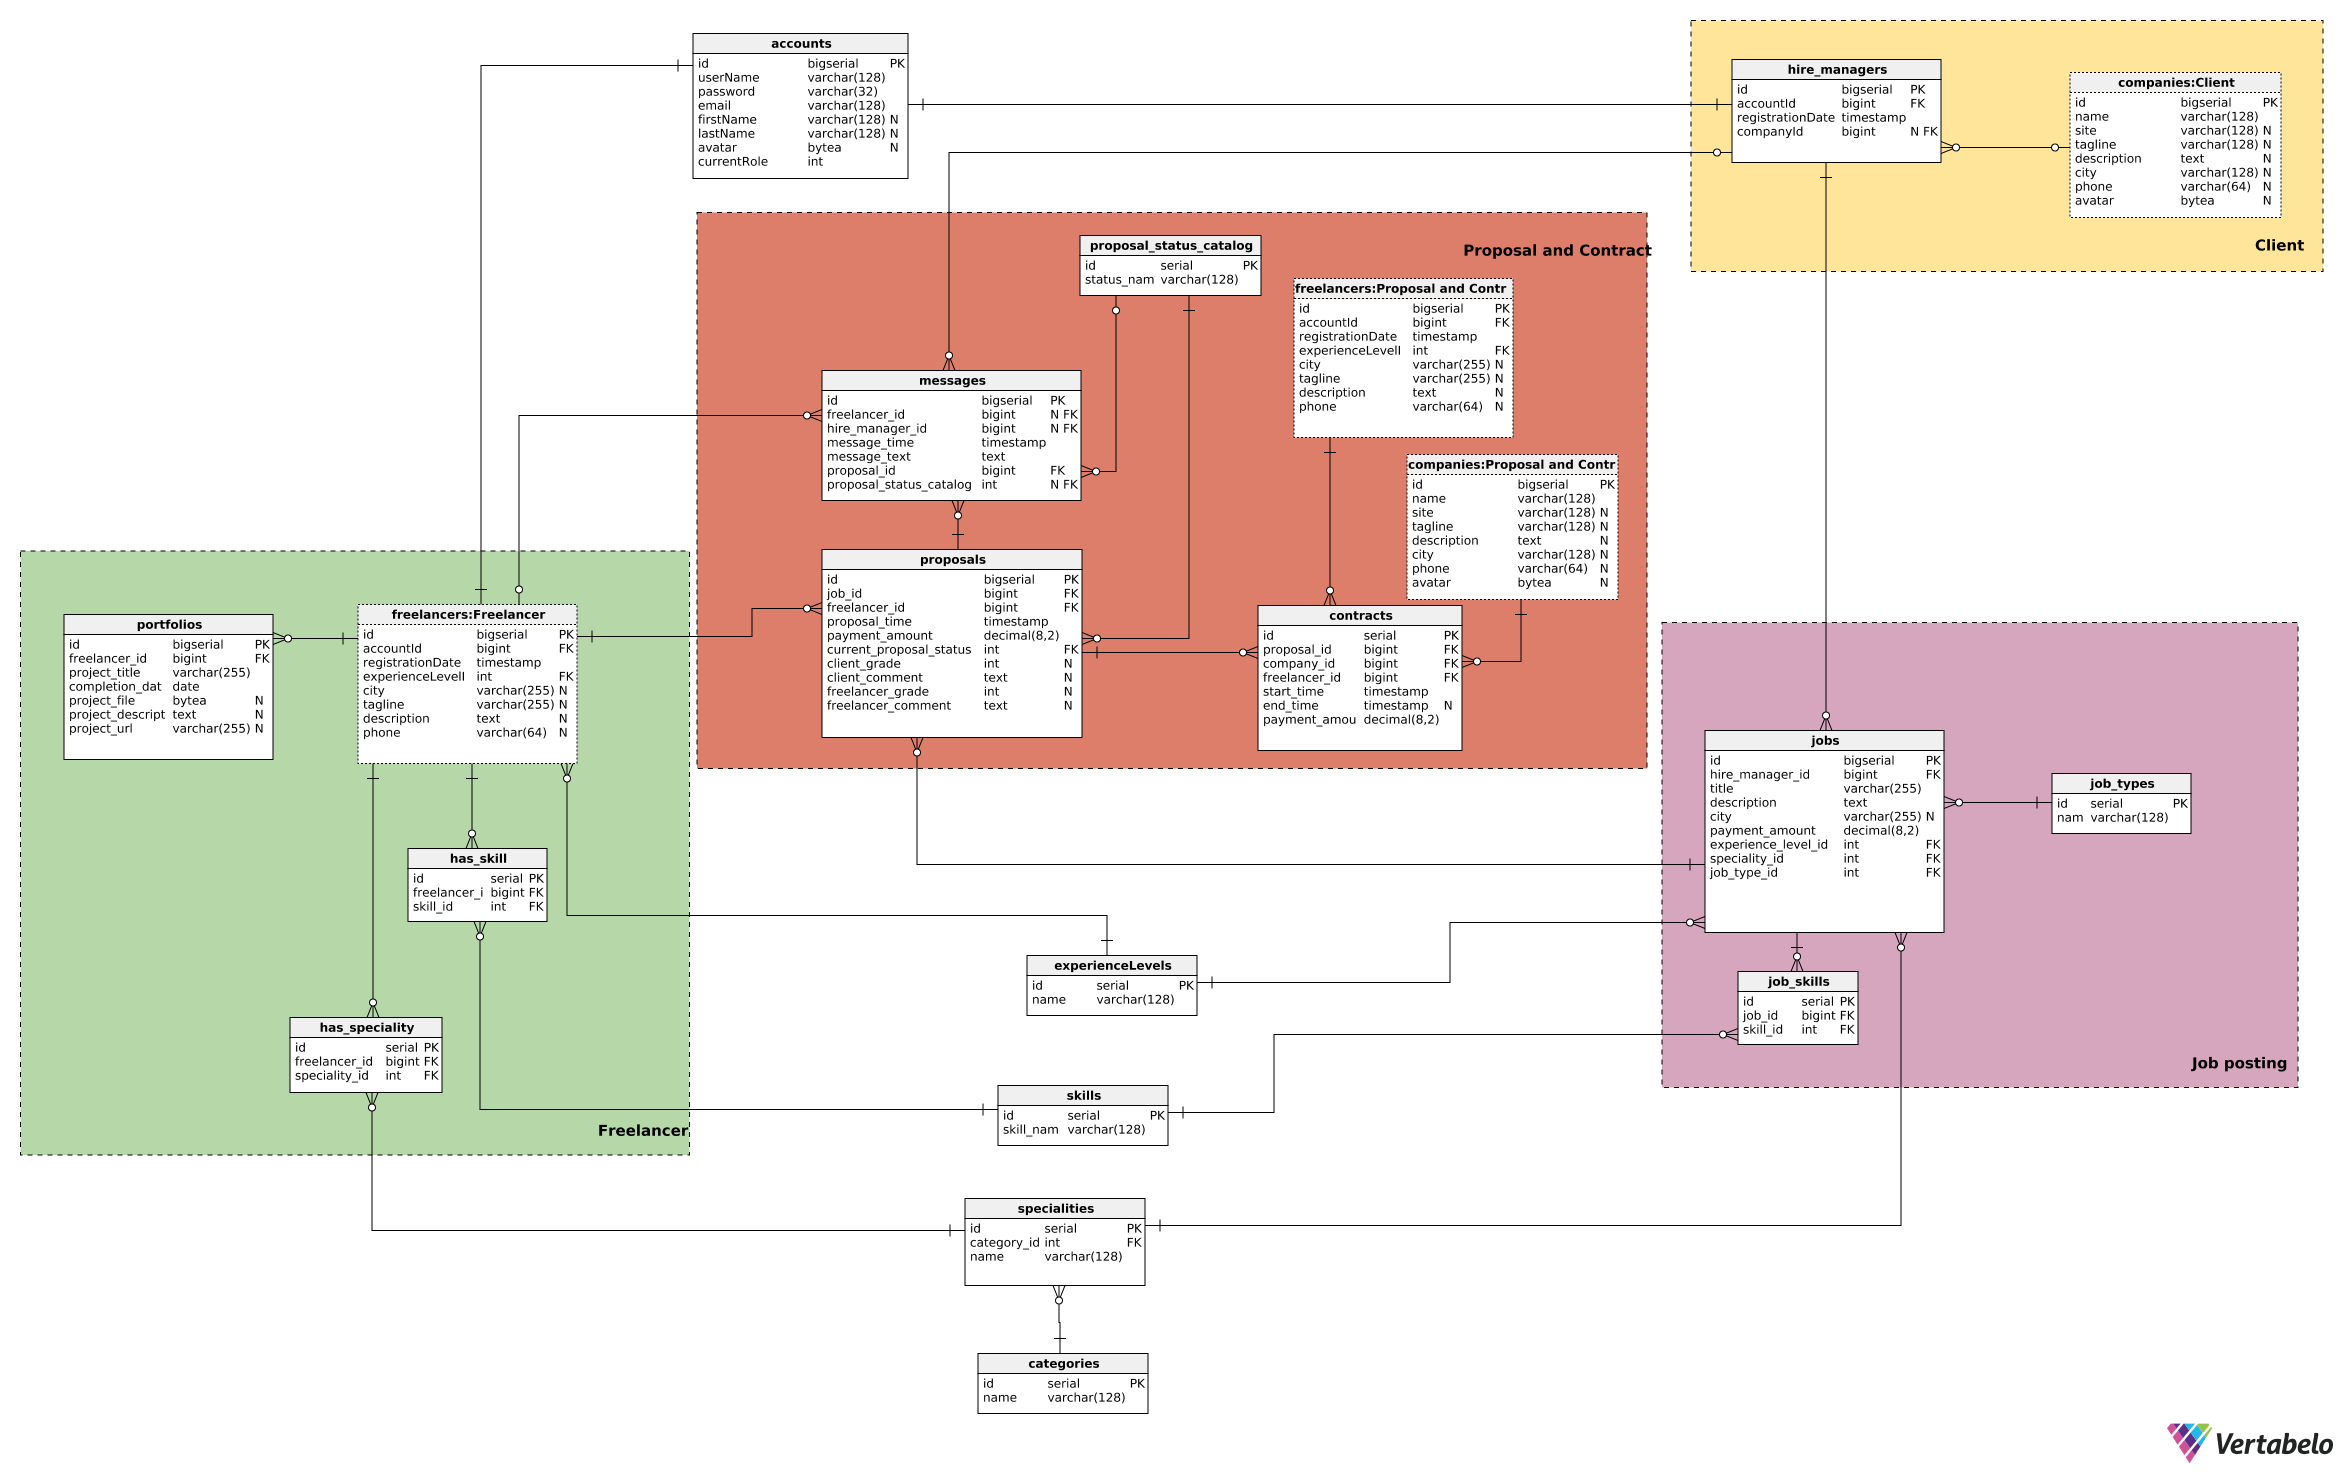 accounts
id bigserial PK
userName varchar(128)
password varchar(32)
email varchar(128)
firstName varchar(128) N
lastName varchar(128) N
avatar bytea N
currentRole int
hire_managers
id bigserial PK
accountId bigint FK
registrationDate timestamp
companyId bigint N FK
companies:Client
id bigserial PK
name varchar(128)
site varchar(128) N
tagline varchar(128) N
description text N
city varchar(128) N
phone varchar(64) N
avatar bytea N
Client
Proposal and Contract
proposal_status_catalog
id serial PK
status_nam varchar(128)
freelancers:Proposal and Contr
id bigserial PK
accountId bigint FK
registrationDate timestamp
experienceLevelI int FK
city varchar(255) N
tagline varchar(255) N
description text N
phone varchar(64) N
messages
id bigserial PK
freelancer_id bigint N FK
hire_manager_id bigint N FK
message_time timestamp
message_text text
proposal_id bigint FK
proposal_status_catalog int N FK
companies:Proposal and Contr
id bigserial PK
name varchar(128)
site varchar(128) N
tagline varchar(128) N
description text N
city varchar(128) N
phone varchar(64) N
avatar bytea N
proposals
id bigserial PK
job_id bigint FK
freelancer_id bigint FK
proposal_time timestamp
payment_amount decimal(8,2)
current_proposal_status int FK
client_grade int N
client_comment text N
freelancer_grade int N
freelancer_comment text N
contracts
id serial PK
proposal_id bigint FK
company_id bigint FK
freelancer_id bigint FK
start_time timestamp
end_time timestamp N
payment_amou decimal(8,2)
portfolios
id bigserial PK
freelancer_id bigint FK
project_title varchar(255)
completion_dat date
project_file bytea N
project_descript text N
project_url varchar(255) N
freelancers:Freelancer
id bigserial PK
accountId bigint FK
registrationDate timestamp
experienceLevelI int FK
city varchar(255) N
tagline varchar(255) N
description text N
phone varchar(64) N
has_skill
id serial PK
freelancer_i bigint FK
skill_id int FK
has_speciality
id serial PK
freelancer_id bigint FK
speciality_id int FK
Freelancer
jobs
id bigserial PK
hire_manager_id bigint FK
title varchar(255)
description text
city varchar(255) N
payment_amount decimal(8,2)
experience_level_id int FK
speciality_id int FK
job_type_id int FK
job_types
id serial PK
nam varchar(128)
job_skills
id serial PK
job_id bigint FK
skill_id int FK
Job posting
experienceLevels
id serial PK
name varchar(128)
skills
id serial PK
skill_nam varchar(128)
specialities
id serial PK
category_id int FK
name varchar(128)
categories
id serial PK
name varchar(128)
Vertabelo